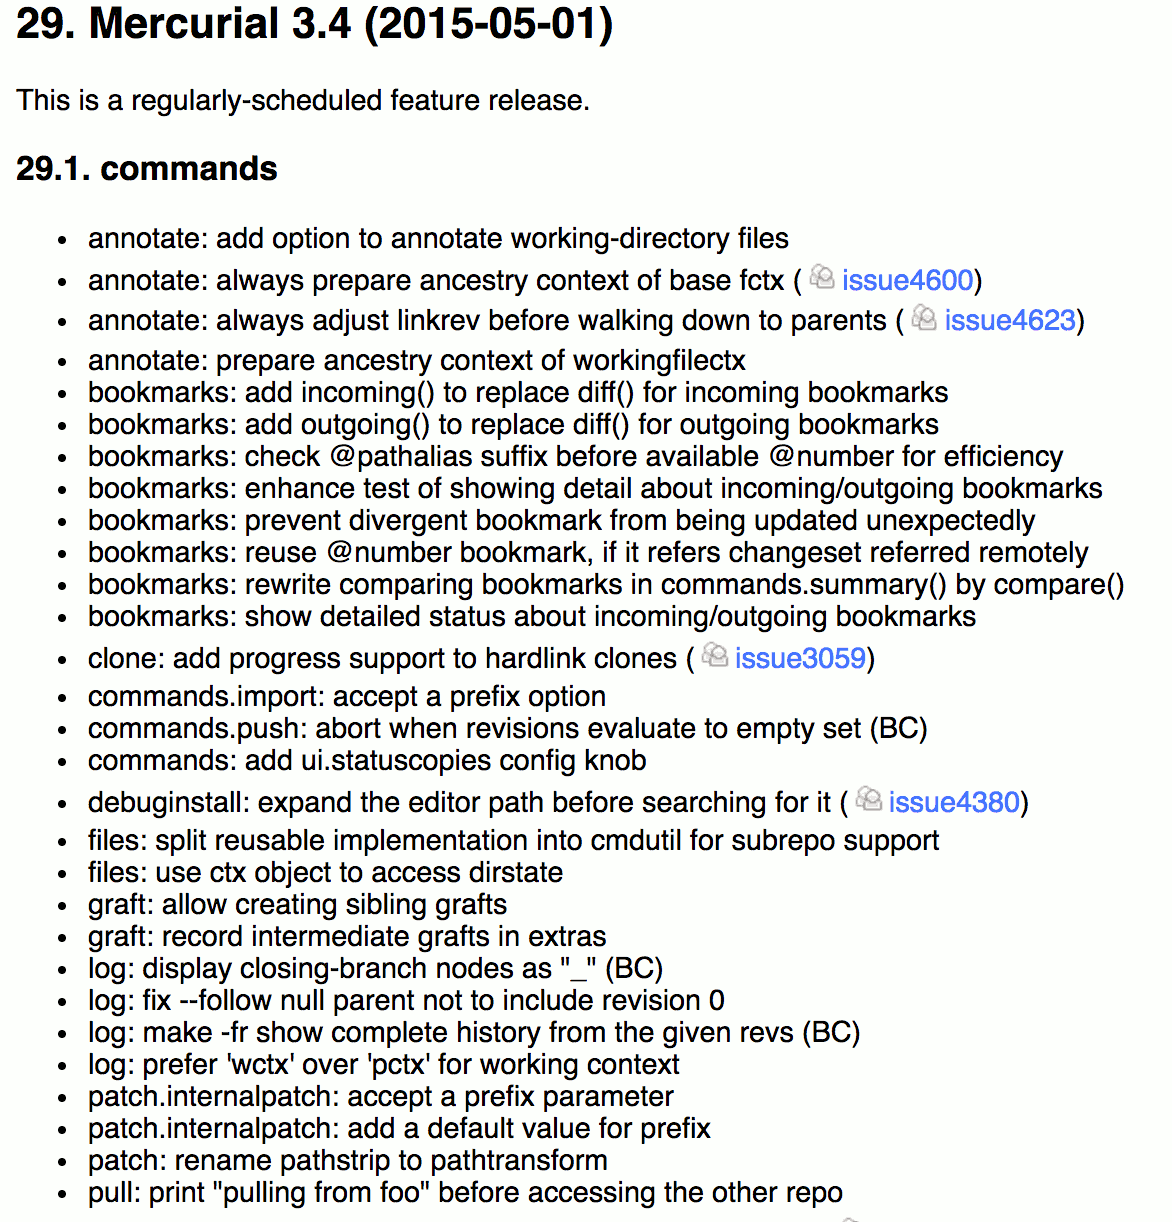 29. Mercurial 3.4 (2015-05-01)
This is a regularly-scheduled feature release.
29.1. commands
• annotate: add option to annotate working-directory files
• annotate: always prepare ancestry context of base fctx ( issue4600)
• annotate: always adjust linkrev before walking down to parents ( issue4623)
• annotate: prepare ancestry context of workingfilectx
• bookmarks: add incoming() to replace diff() for incoming bookmarks
• bookmarks: add outgoing() to replace diff() for outgoing bookmarks
• bookmarks: check @pathalias suffix before available @number for efficiency
• bookmarks: enhance test of showing detail about incoming/outgoing bookmarks
• bookmarks: prevent divergent bookmark from being updated unexpectedly
• bookmarks: reuse @number bookmark, if it refers changeset referred remotely
• bookmarks: rewrite comparing bookmarks in commands.summary() by compare()
• bookmarks: show detailed status about incoming/outgoing bookmarks
• clone: add progress support to hardlink clones ( issue3059)
• commands.import: accept a prefix option
• commands.push: abort when revisions evaluate to empty set (BC)
• commands: add ui.statuscopies config knob
• debuginstall: expand the editor path before searching for it ( issue4380)
• files: split reusable implementation into cmdutil for subrepo support
• files: use ctx object to access dirstate
• graft: allow creating sibling grafts
• graft: record intermediate grafts in extras
• log: display closing-branch nodes as "_" (BC)
• log: fix --follow null parent not to include revision 0
• log: make -fr show complete history from the given revs (BC)
• log: prefer 'wctx' over 'pctx' for working context
• patch.internalpatch: accept a prefix parameter
• patch.internalpatch: add a default value for prefix
• patch: rename pathstrip to pathtransform
• pull: print "pulling from foo" before accessing the other repo